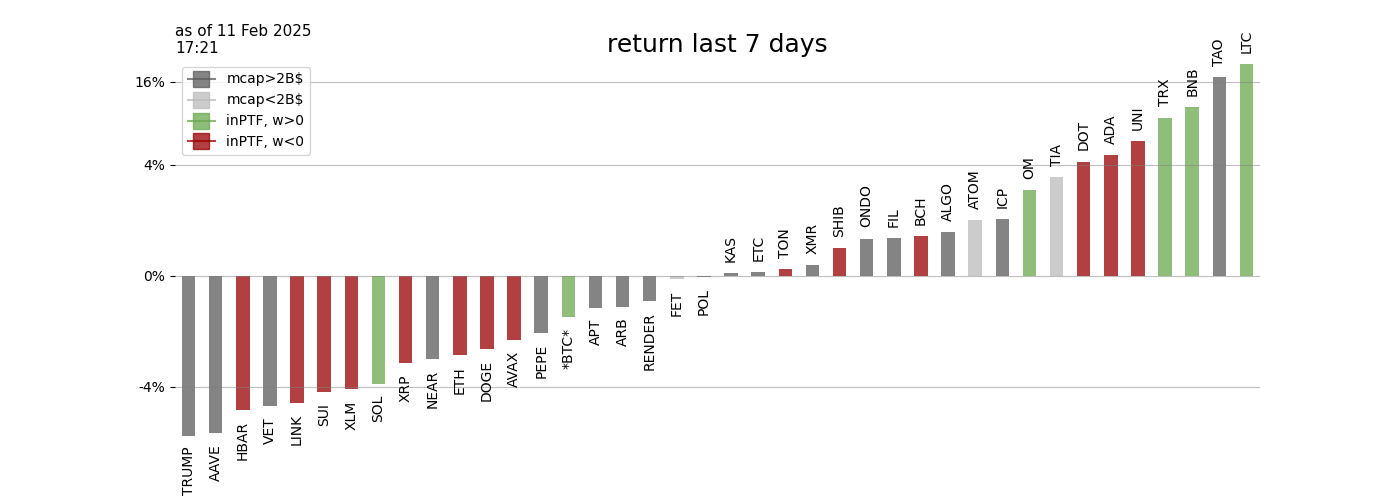 as of 11 Feb 2025
17:21
return last 7 days
mcap>2B$
mcap<2B$
inPTF, w>0
inPTF, w<0
16%
4%
0%
-4%
TRUMP
AAVE
HBAR
VET
LINK
SUI
XLM
SOL
XRP
NEAR
ETH
DOGE
AVAX
PEPE
*BTC*
APT
ARB
RENDER
FET
POL
KAS
ETC
TON
XMR
SHIB
ONDO
FIL
BCH
ALGO
ATOM
ICP
OM
TIA
DOT
ADA
UNI
TRX
BNB
TAO
LTC